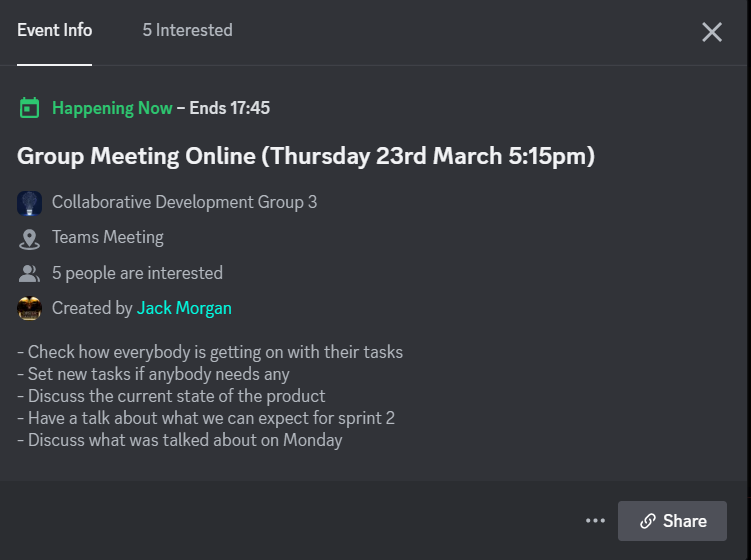 Event Info
5 Interested
Happening Now – Ends 17:45
Group Meeting Online (Thursday 23rd March 5:15pm)
Collaborative Development Group 3
Teams Meeting
5 people are interested
Created by Jack Morgan
- Check how everybody is getting on with their tasks
- Set new tasks if anybody needs any
- Discuss the current state of the product
- Have a talk about what we can expect for sprint 2
- Discuss what was talked about on Monday
Share